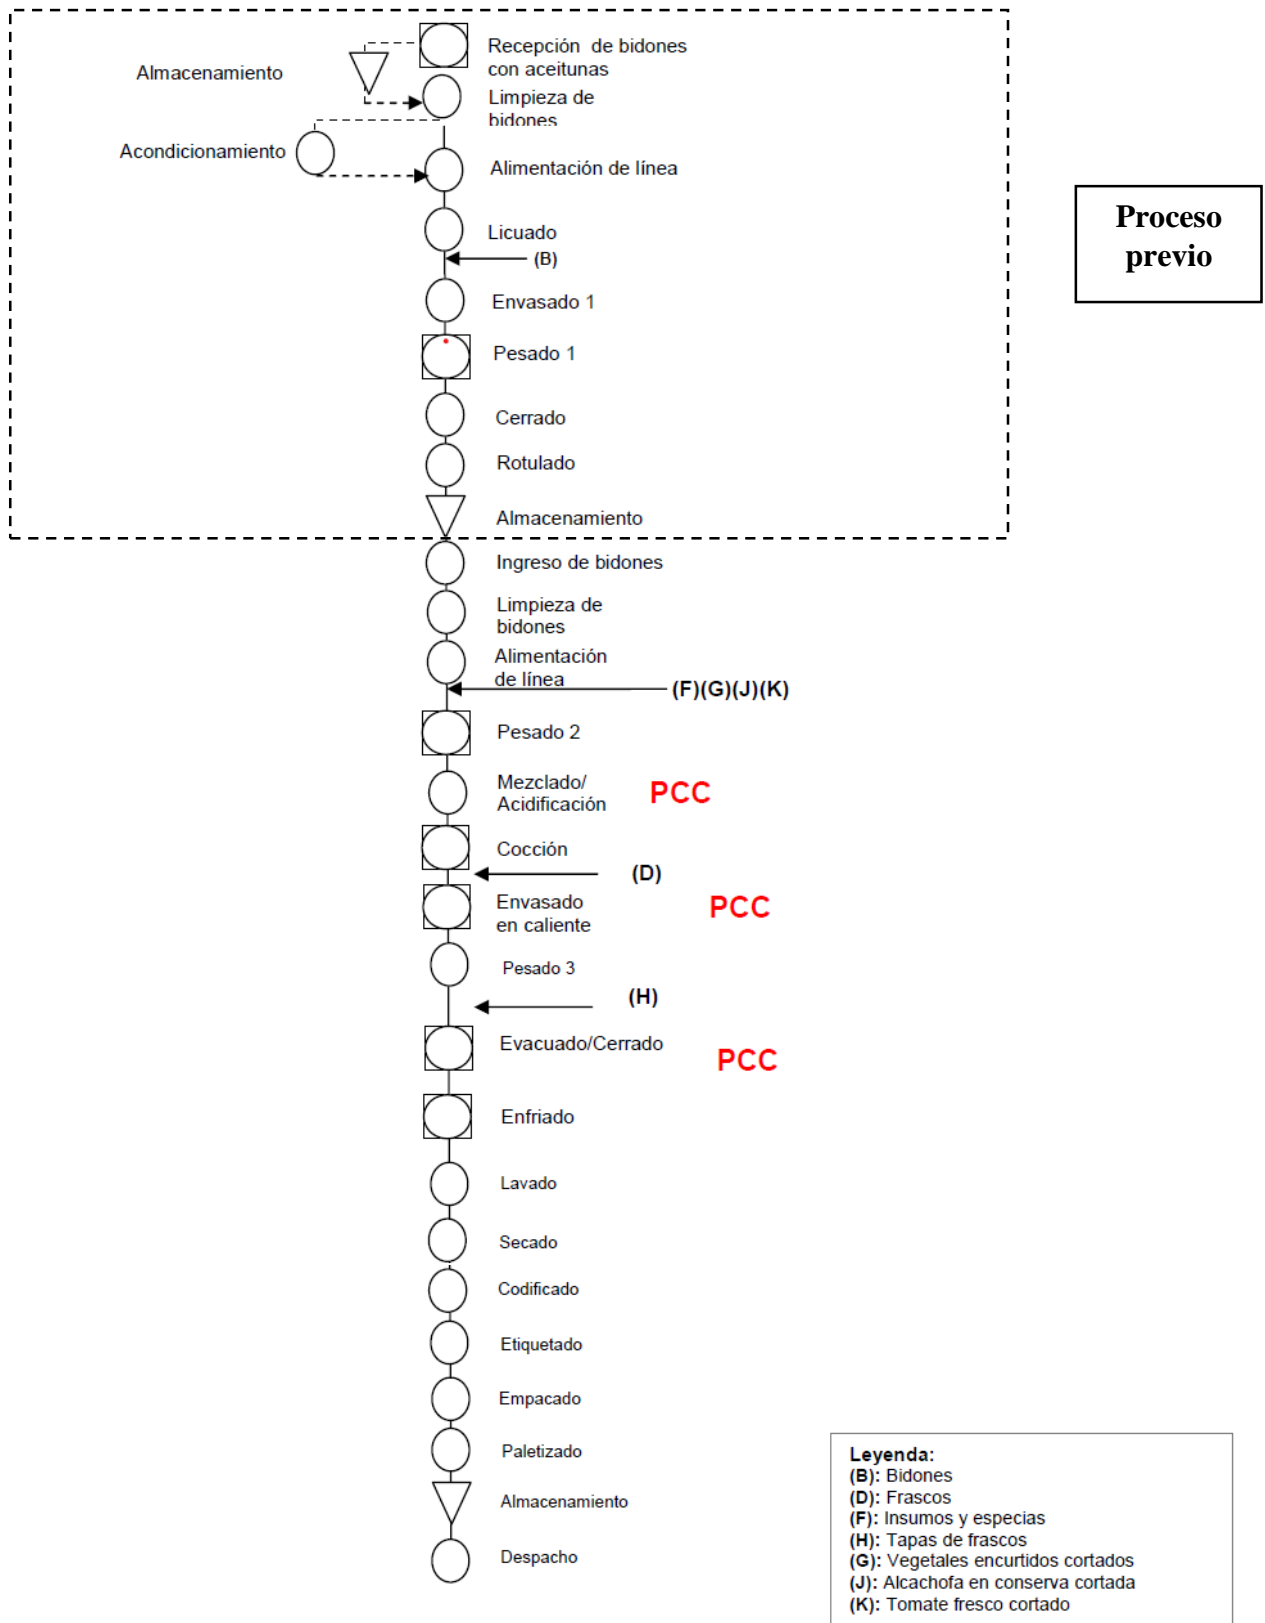 Recepción de bidones
con aceitunas
Almacenamiento
Limpieza de
bidones
Acondicionamiento
Alimentación de línea
Proceso
previo
Licuado
(B)
Envasado 1
Pesado 1
Cerrado
Rotulado
Almacenamiento
Ingreso de bidones
Limpieza de
bidones
Alimentación
de línea
(F)(G)(J)(K)
Pesado 2
Mezclado/
Acidificación
PCC
Cocción
(D)
Envasado
en caliente
PCC
Pesado 3
(H)
Evacuado/Cerrado
PCC
Enfriado
Lavado
Secado
Codificado
Etiquetado
Empacado
Paletizado
Almacenamiento
Despacho
Leyenda:
(B): Bidones
(D): Frascos
(F): Insumos y especias
(H): Tapas de frascos
(G): Vegetales encurtidos cortados
(J): Alcachofa en conserva cortada
(K): Tomate fresco cortado